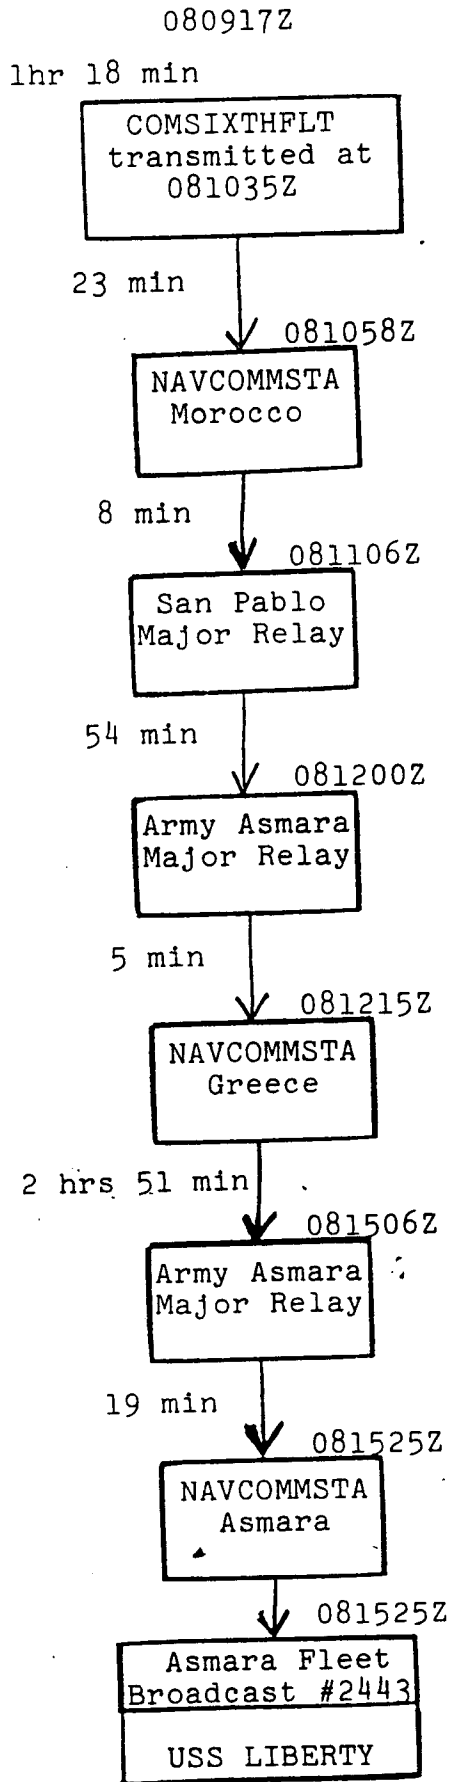 080917Z
1hr 18 min
COMSIXTHFLT
transmitted at
081035Z
23 min
081058Z
NAVCOMMSTA
Morocco
8 min
081106Z
San Pablo
Major Relay
54 min
081200Z
Army Asmara
Major Relay
5 min
081215Z
NAVCOMMSTA
Greece
2 hrs 51 min
081506Z
Army Asmara
Major Relay
19 min
081525Z
NAVCOMMSTA
Asmara
081525Z
Asmara Fleet
Broadcast #2443
USS LIBERTY